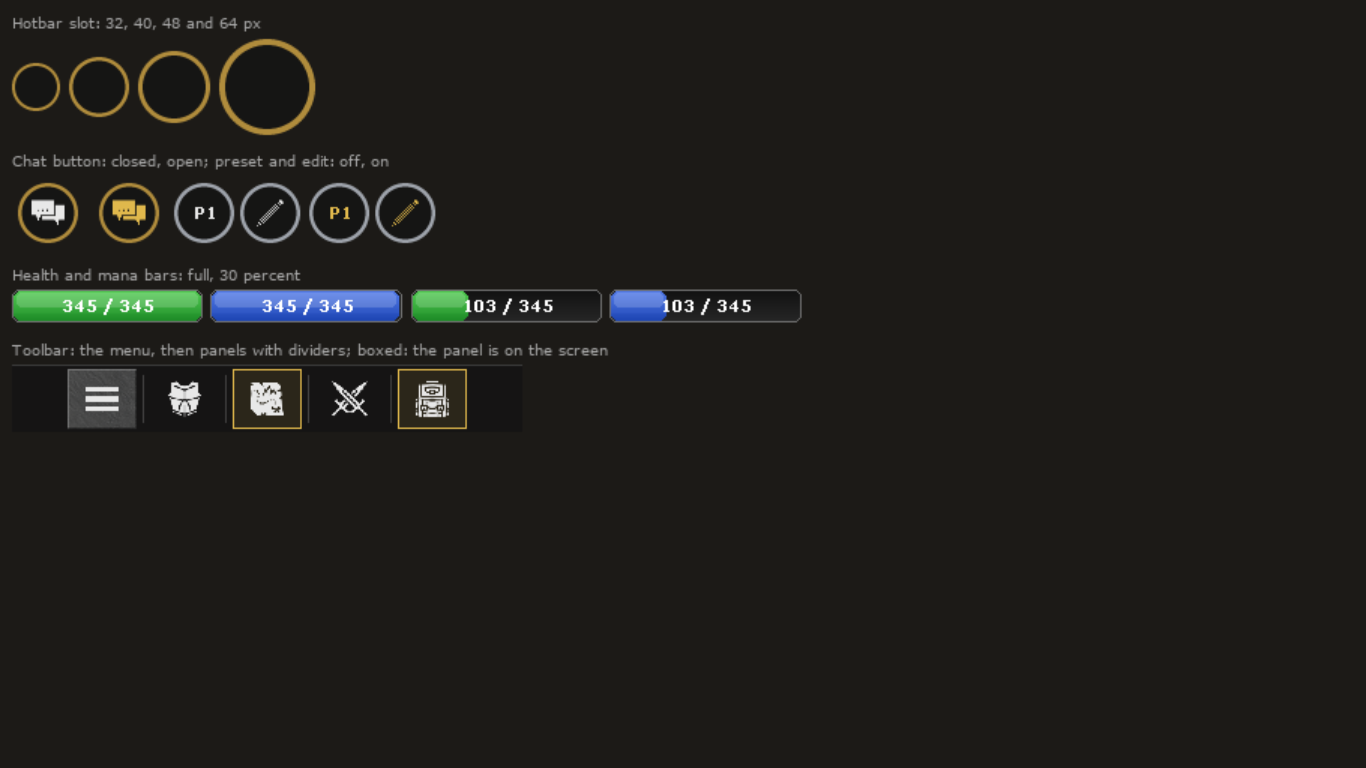 Hotbar slot: 32, 40, 48 and 64 px
Chat button: closed, open; preset and edit: off, on
P1 P1
Health and mana bars: full, 30 percent
345 / 345 345 / 345 103 / 345 103 / 345
Toolbar: the menu, then panels with dividers; boxed: the panel is on the screen